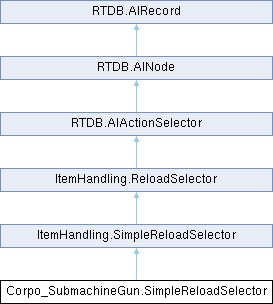 RTDB.AIRecord
RTDB.AINode
RTDB.AIActionSelector
ItemHandling.ReloadSelector
ItemHandling.SimpleReloadSelector
Corpo_SubmachineGun.SimpleReloadSelector